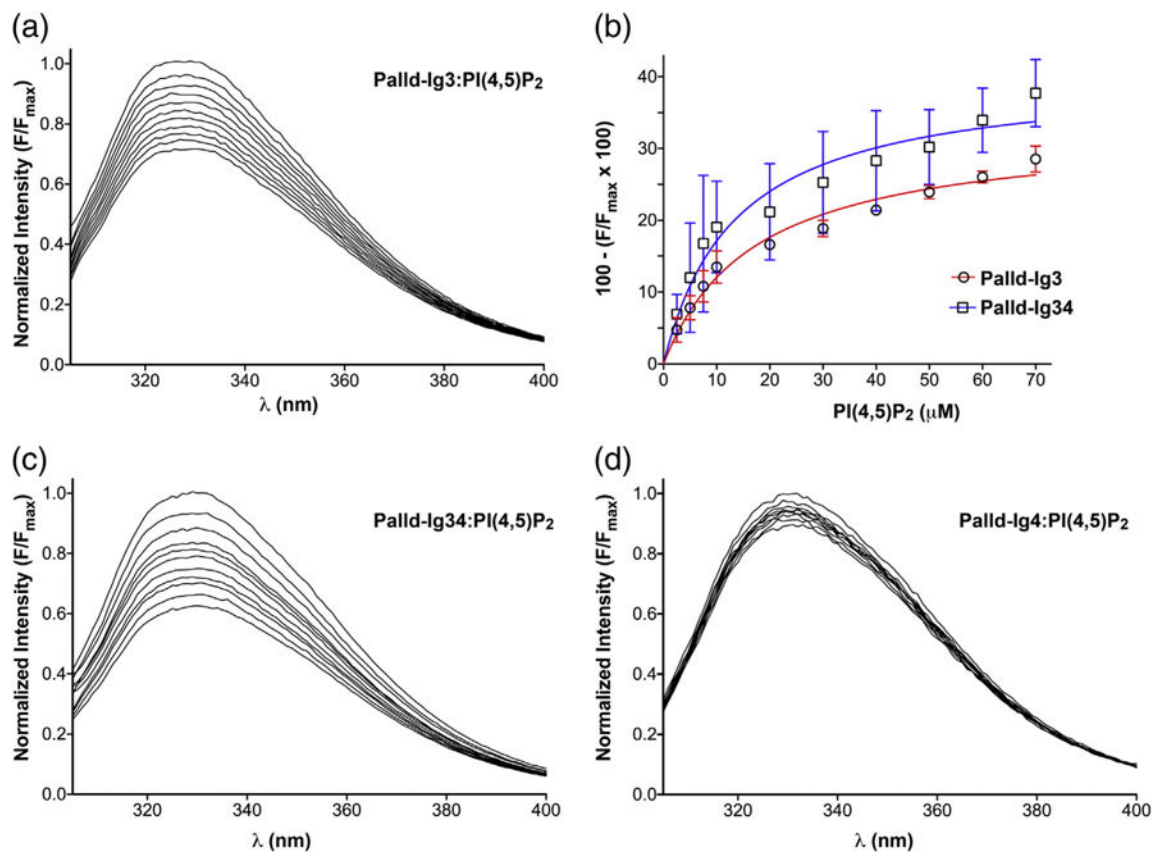 (a)
Normalized Intensity (F/Fmax)
1.0
0.8
0.6
0.4
0.2
0.0
Palld-Ig3:PI(4,5)P2
320
340
360
380
400
λ (nm)
(b)
100 - (F/Fmax x 100)
40
30
20
10
0
Palld-Ig3
Palld-Ig34
0
10
20
30
40
50
60
70
PI(4,5)P2 (μM)
(c)
Normalized Intensity (F/Fmax)
1.0
0.8
0.6
0.4
0.2
0.0
Palld-Ig34:PI(4,5)P2
320
340
360
380
400
λ (nm)
(d)
Normalized Intensity (F/Fmax)
1.0
0.8
0.6
0.4
0.2
0.0
Palld-Ig4:PI(4,5)P2
320
340
360
380
400
λ (nm)